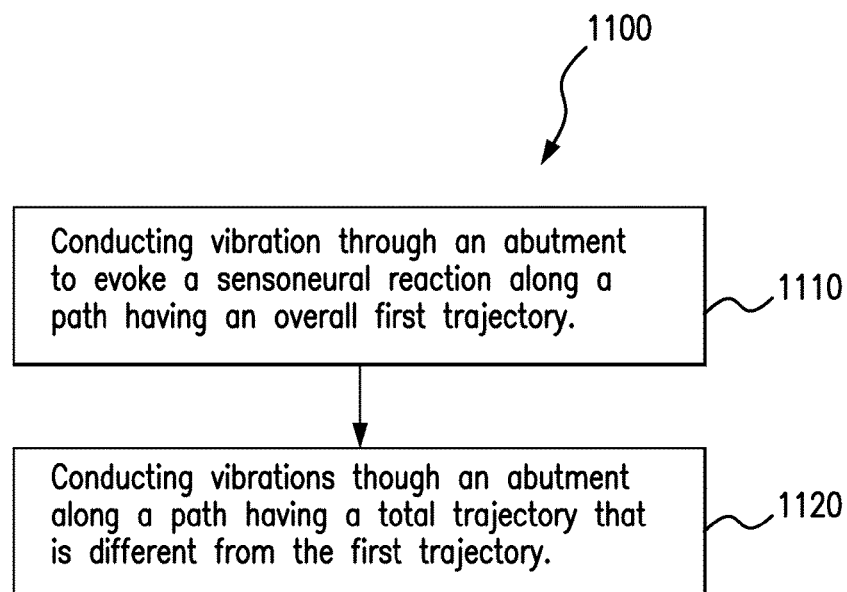 1100
Conducting vibration through an abutment
to evoke a sensoneural reaction along a
path having an overall first trajectory.
1110
Conducting vibrations though an abutment
along a path having a total trajectory that
is different from the first trajectory.
1120